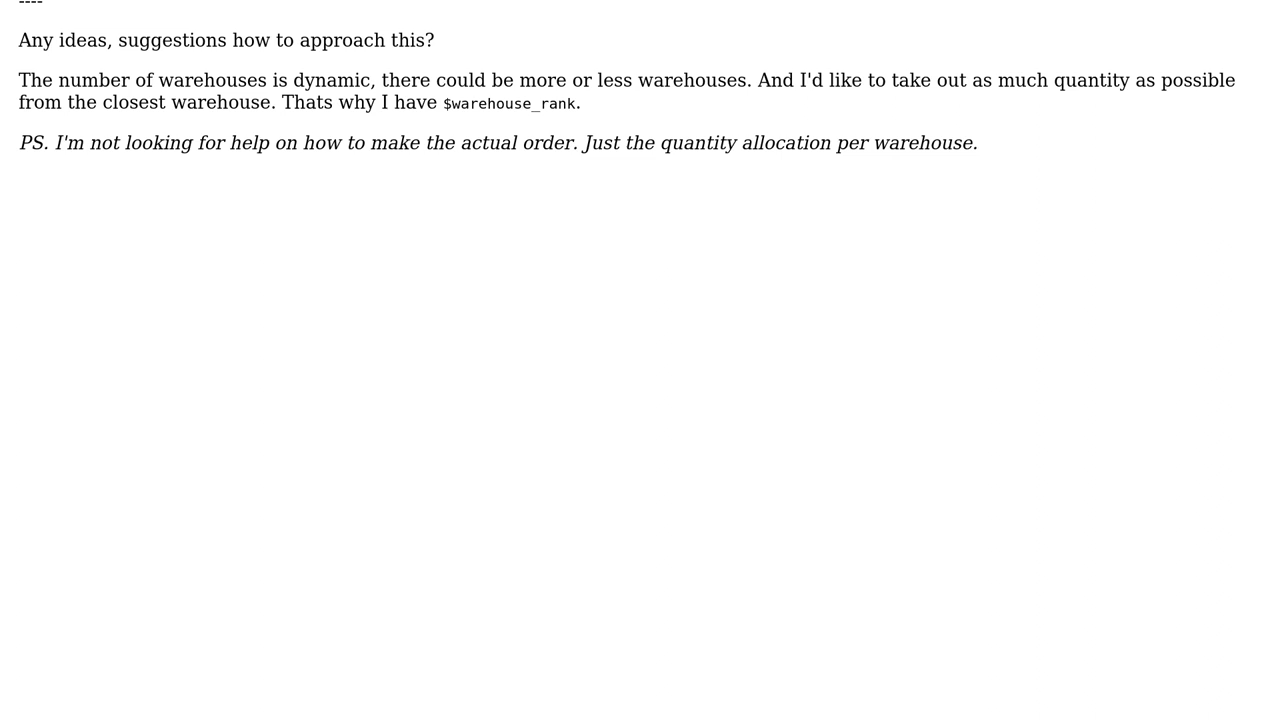 ----
Any ideas, suggestions how to approach this?
The number of warehouses is dynamic, there could be more or less warehouses. And I'd like to take out as much quantity as possible
from the closest warehouse. Thats why I have $warehouse_rank.
PS. I'm not looking for help on how to make the actual order. Just the quantity allocation per warehouse.